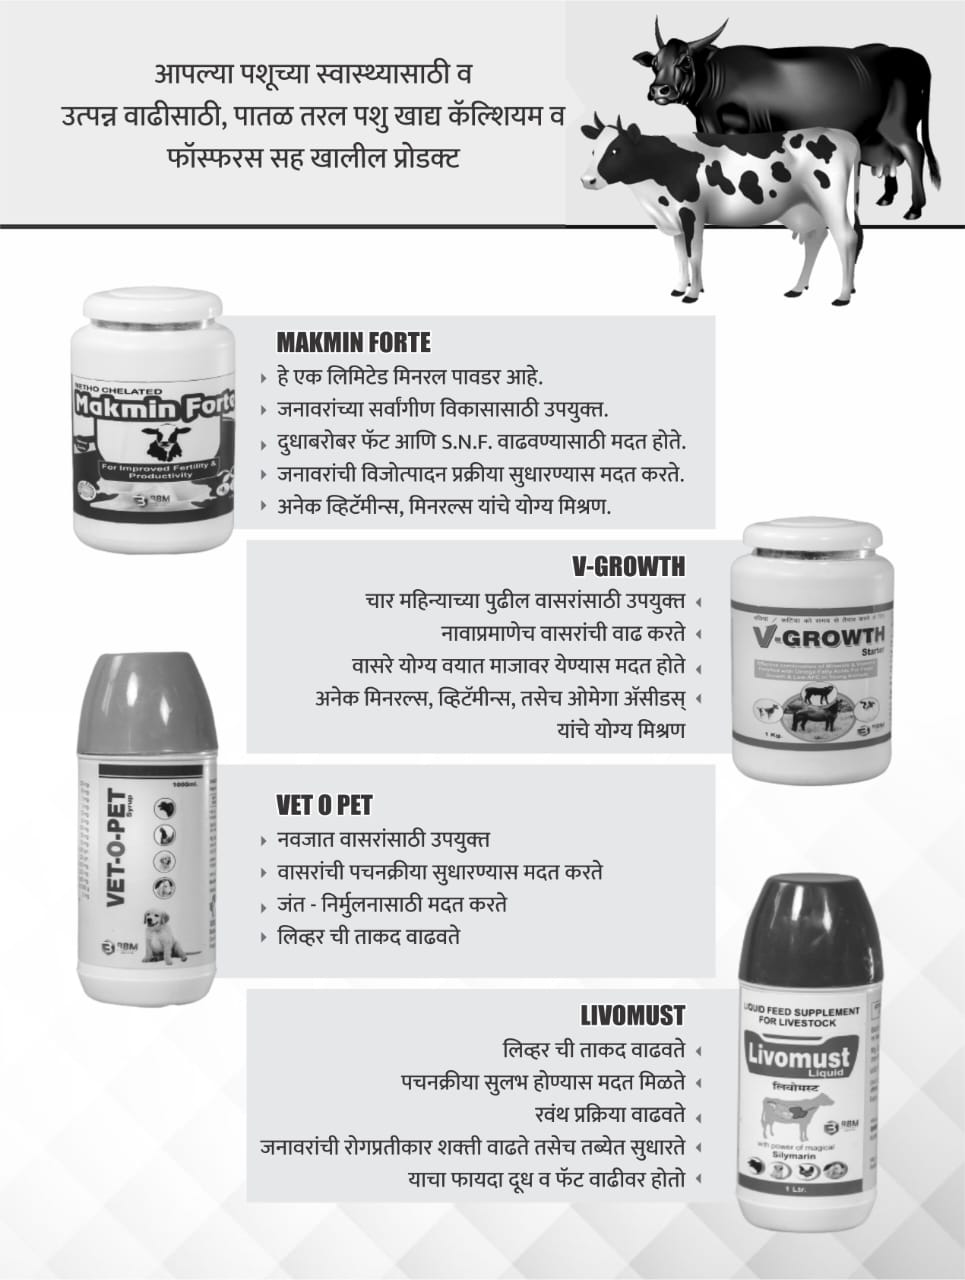 आपल्या पशूच्या स्वास्थ्यासाठी व
उत्पन्न वाढीसाठी, पातळ तरल पशु खाद्य कॅल्शियम व
फॉस्फरस सह खालील प्रोडक्ट
MAKMIN FORTE
हे एक लिमिटेड मिनरल पावडर आहे.
जनावरांच्या सर्वांगीण विकासासाठी उपयुक्त.
दुधाबरोबर फॅट आणि S.N.F. वाढवण्यासाठी मदत होते.
जनावरांची विजोत्पादन प्रक्रीया सुधारण्यास मदत करते.
अनेक व्हिटॅमीन्स, मिनरल्स यांचे योग्य मिश्रण.
CHELATED
Makmin Forte
For Improved Fertility &
Productivity
RBM
V-GROWTH
चार महिन्याच्या पुढील वासरांसाठी उपयुक्त
नावाप्रमाणेच वासरांची वाढ करते
वासरे योग्य वयात माजावर येण्यास मदत होते
अनेक मिनरल्स, व्हिटॅमीन्स, तसेच ओमेगा ॲसीडस्
यांचे योग्य मिश्रण
V-GROWTH
Starter
1 Kg.
RBM
VET O PET
नवजात वासरांसाठी उपयुक्त
वासरांची पचनक्रीया सुधारण्यास मदत करते
जंत - निर्मुलनासाठी मदत करते
लिव्हर ची ताकद वाढवते
1000ml.
VET-O-PET
Syrup
RBM
LIVOMUST
लिव्हर ची ताकद वाढवते
पचनक्रीया सुलभ होण्यास मदत मिळते
रवंथ प्रक्रिया वाढवते
जनावरांची रोगप्रतीकार शक्ती वाढते तसेच तब्येत सुधारते
याचा फायदा दूध व फॅट वाढीवर होतो
LIQUID FEED SUPPLEMENT
FOR LIVESTOCK
Livomust
Liquid
लिवोमस्ट
RBM
with power of magical
Silymarin
1 Ltr.